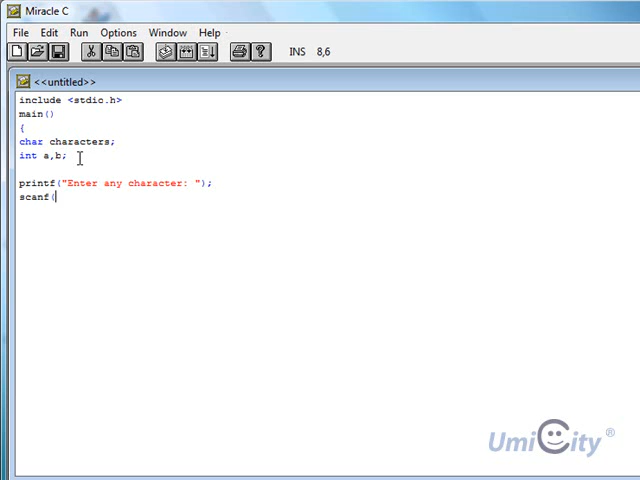 Miracle C
File Edit Run Options Window Help
INS 8,6
<<untitled>>
include <stdic.h>
main()
{
char characters;
int a,b;
printf("Enter any character: ");
scanf(
UmiCity ®